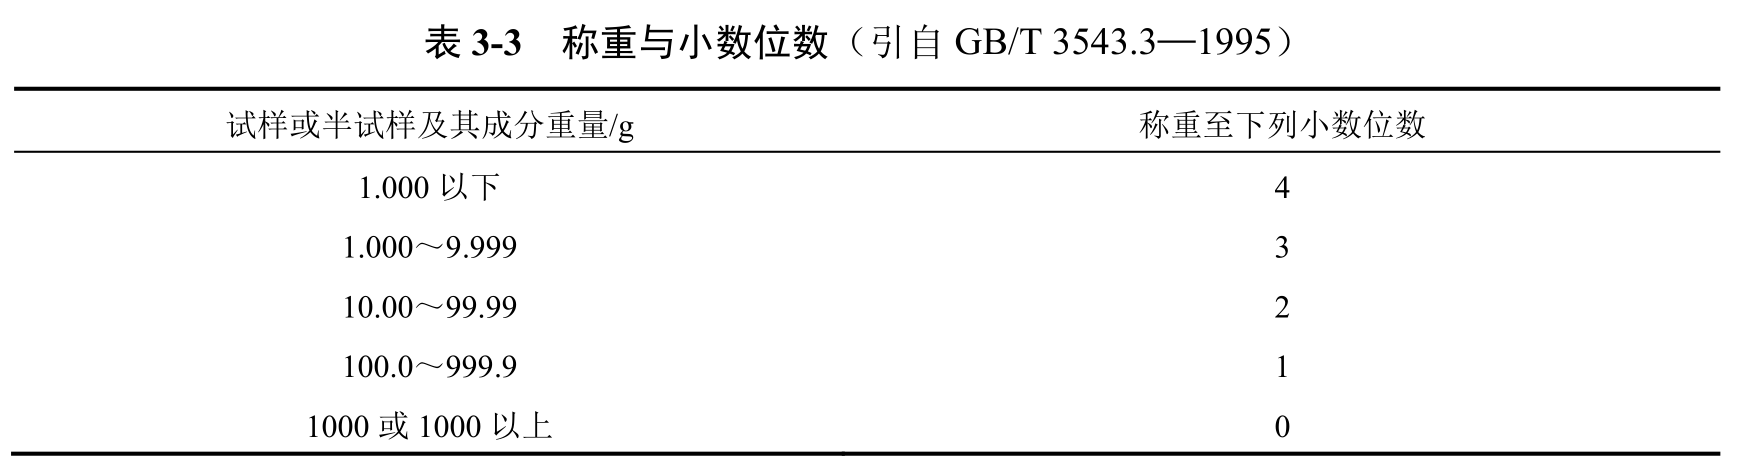 表 3-3 称重与小数位数（引自 GB/T 3543.3—1995）
试样或半试样及其成分重量/g 称重至下列小数位数
1.000 以下 4
1.000～9.999 3
10.00～99.99 2
100.0～999.9 1
1000 或 1000 以上 0